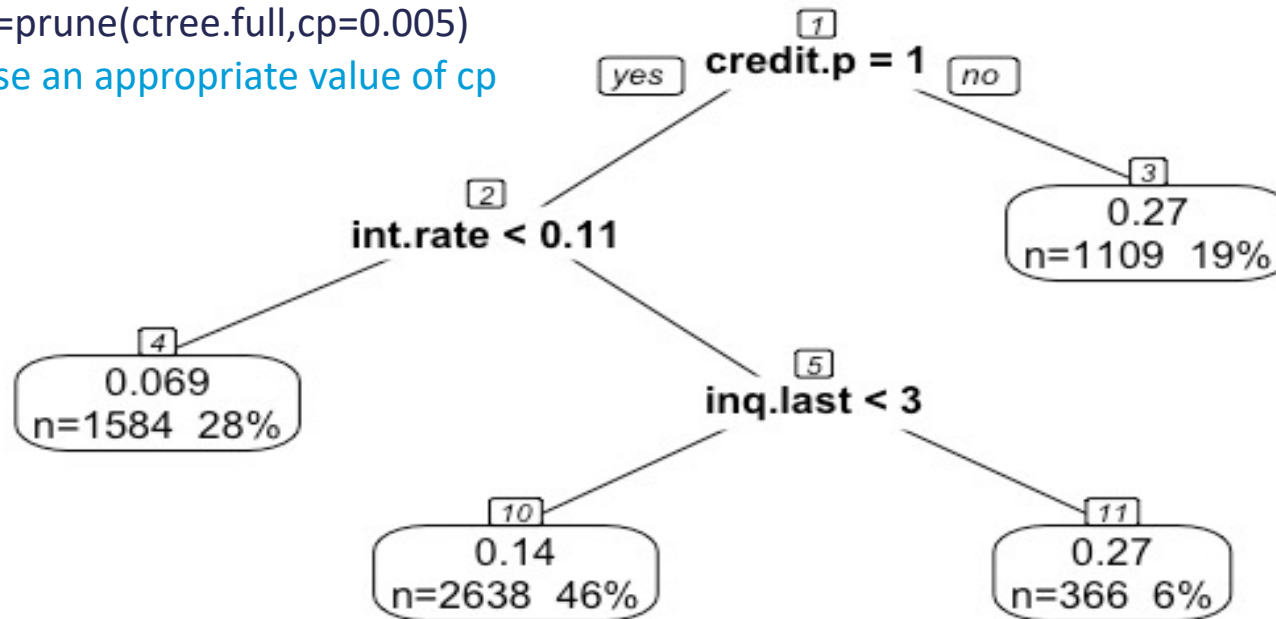 =prune(ctree.full,cp=0.005)
se an appropriate value of cp
1
yes credit.p = 1 no
2
int.rate < 0.11
3
0.27
n=1109 19%
4
0.069
n=1584 28%
5
inq.last < 3
10
0.14
n=2638 46%
11
0.27
n=366 6%